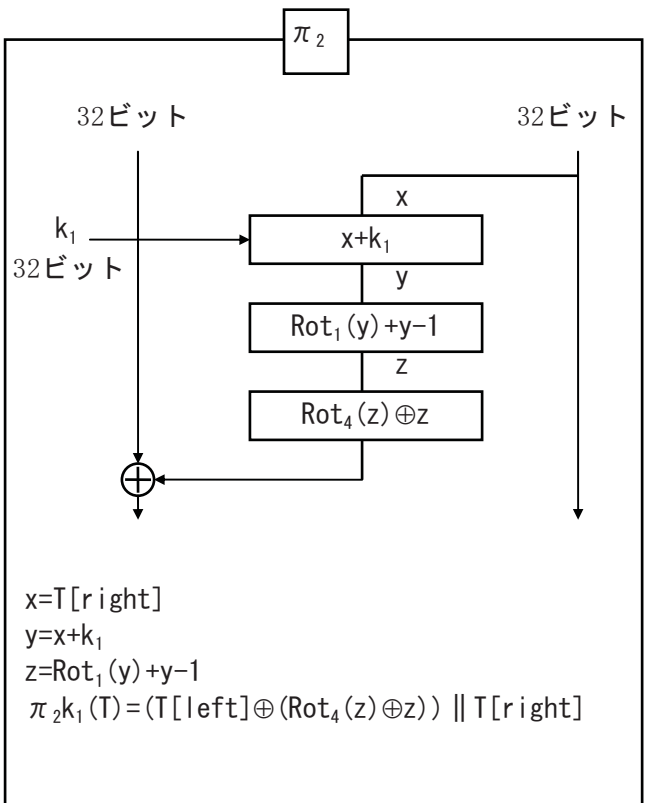 π₂
32ビット 32ビット
x
k₁ x+k₁
32ビット
y
Rot₁(y)+y−1
z
Rot₄(z)⊕z
x=T[right]
y=x+k₁
z=Rot₁(y)+y−1
π₂k₁(T)=(T[left]⊕(Rot₄(z)⊕z))∥T[right]